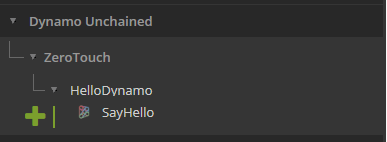 Dynamo Unchained
ZeroTouch
HelloDynamo
SayHello